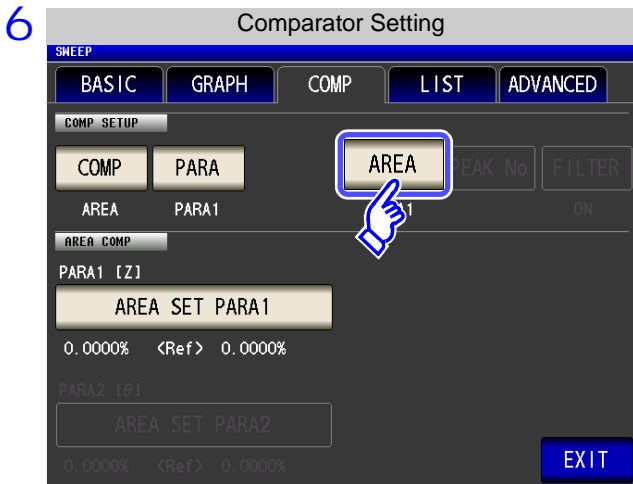 6
Comparator Setting
SWEEP
BASIC GRAPH COMP LIST ADVANCED
COMP SETUP
COMP PARA AREA PEAK No FILTER
AREA PARA1 1 ON
AREA COMP
PARA1 [Z]
AREA SET PARA1
0.0000% <Ref> 0.0000%
PARA2 [θ]
AREA SET PARA2
0.0000% <Ref> 0.0000%
EXIT